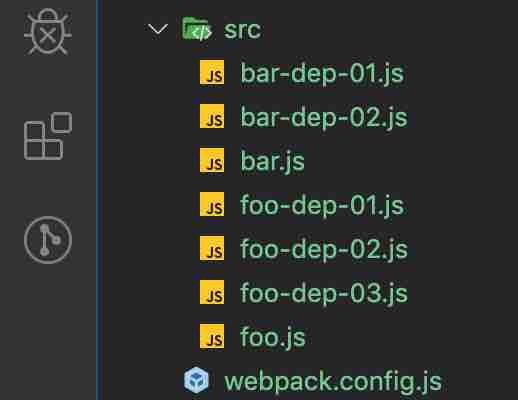 src
JS bar-dep-01.js
JS bar-dep-02.js
JS bar.js
JS foo-dep-01.js
JS foo-dep-02.js
JS foo-dep-03.js
JS foo.js
webpack.config.js